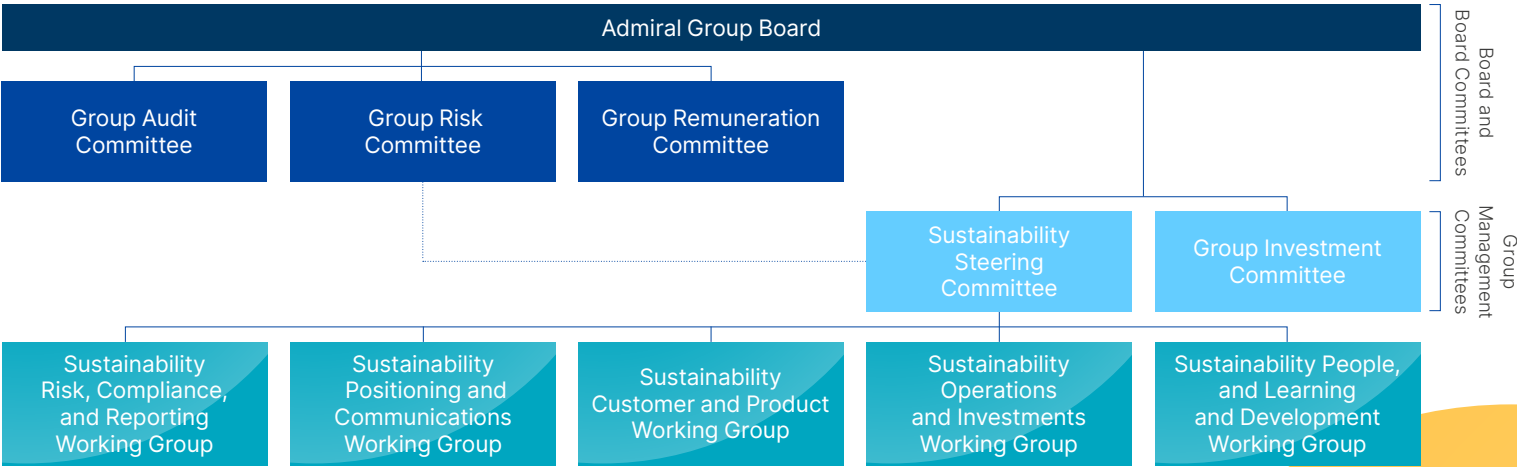 Admiral Group Board
Board and
Board Committees
Group Audit
Committee
Group Risk
Committee
Group Remuneration
Committee
Sustainability
Steering
Committee
Group Investment
Committee
Group
Management
Committees
Sustainability
Risk, Compliance,
and Reporting
Working Group
Sustainability
Positioning and
Communications
Working Group
Sustainability
Customer and Product
Working Group
Sustainability
Operations
and Investments
Working Group
Sustainability People,
and Learning
and Development
Working Group